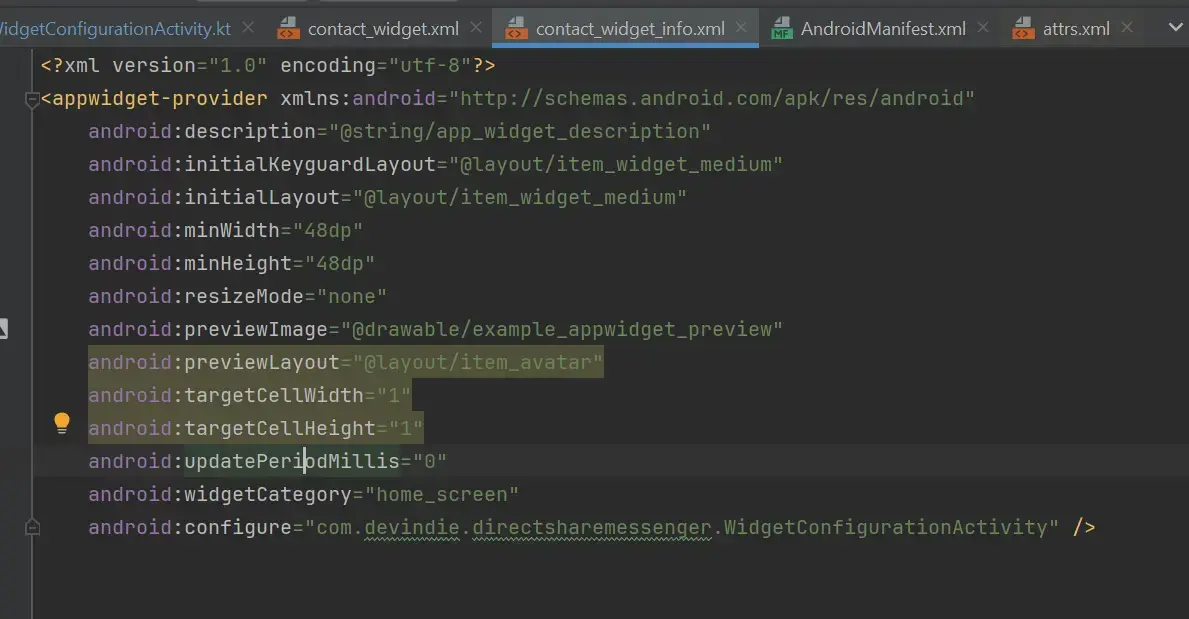 WidgetConfigurationActivity.kt contact_widget.xml contact_widget_info.xml MF AndroidManifest.xml attrs.xml
<?xml version="1.0" encoding="utf-8"?>
<appwidget-provider xmlns:android="http://schemas.android.com/apk/res/android"
android:description="@string/app_widget_description"
android:initialKeyguardLayout="@layout/item_widget_medium"
android:initialLayout="@layout/item_widget_medium"
android:minWidth="48dp"
android:minHeight="48dp"
android:resizeMode="none"
android:previewImage="@drawable/example_appwidget_preview"
android:previewLayout="@layout/item_avatar"
android:targetCellWidth="1"
android:targetCellHeight="1"
android:updatePeriodMillis="0"
android:widgetCategory="home_screen"
android:configure="com.devindie.directsharemessenger.WidgetConfigurationActivity" />